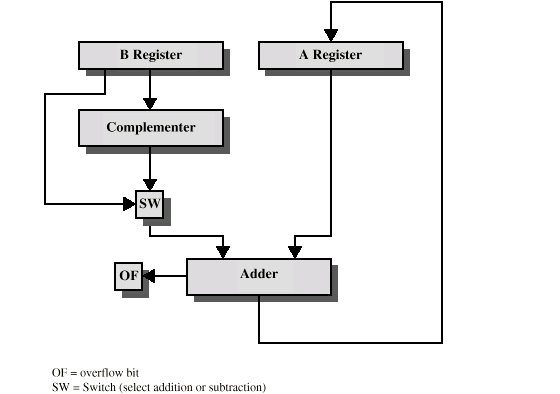 B Register
A Register
Complementer
SW
OF
Adder
OF = overflow bit
SW = Switch (select addition or subtraction)